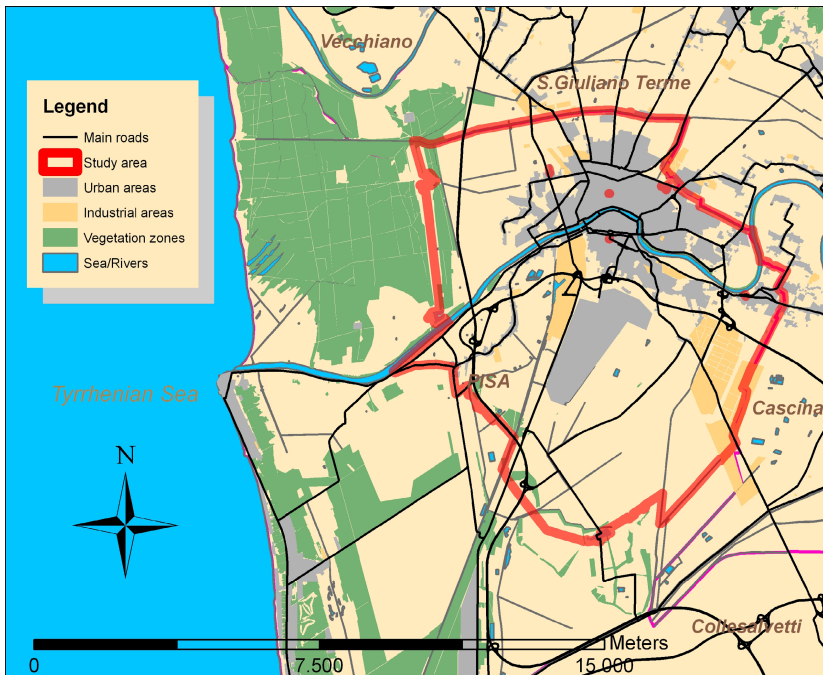 Vecchiano
S.Giuliano Terme
Legend
Main roads
Study area
Urban areas
Industrial areas
Vegetation zones
Sea/Rivers
PISA
Tyrrhenian Sea
Cascina
N
Collesalvetti
Meters
0 7.500 15.000